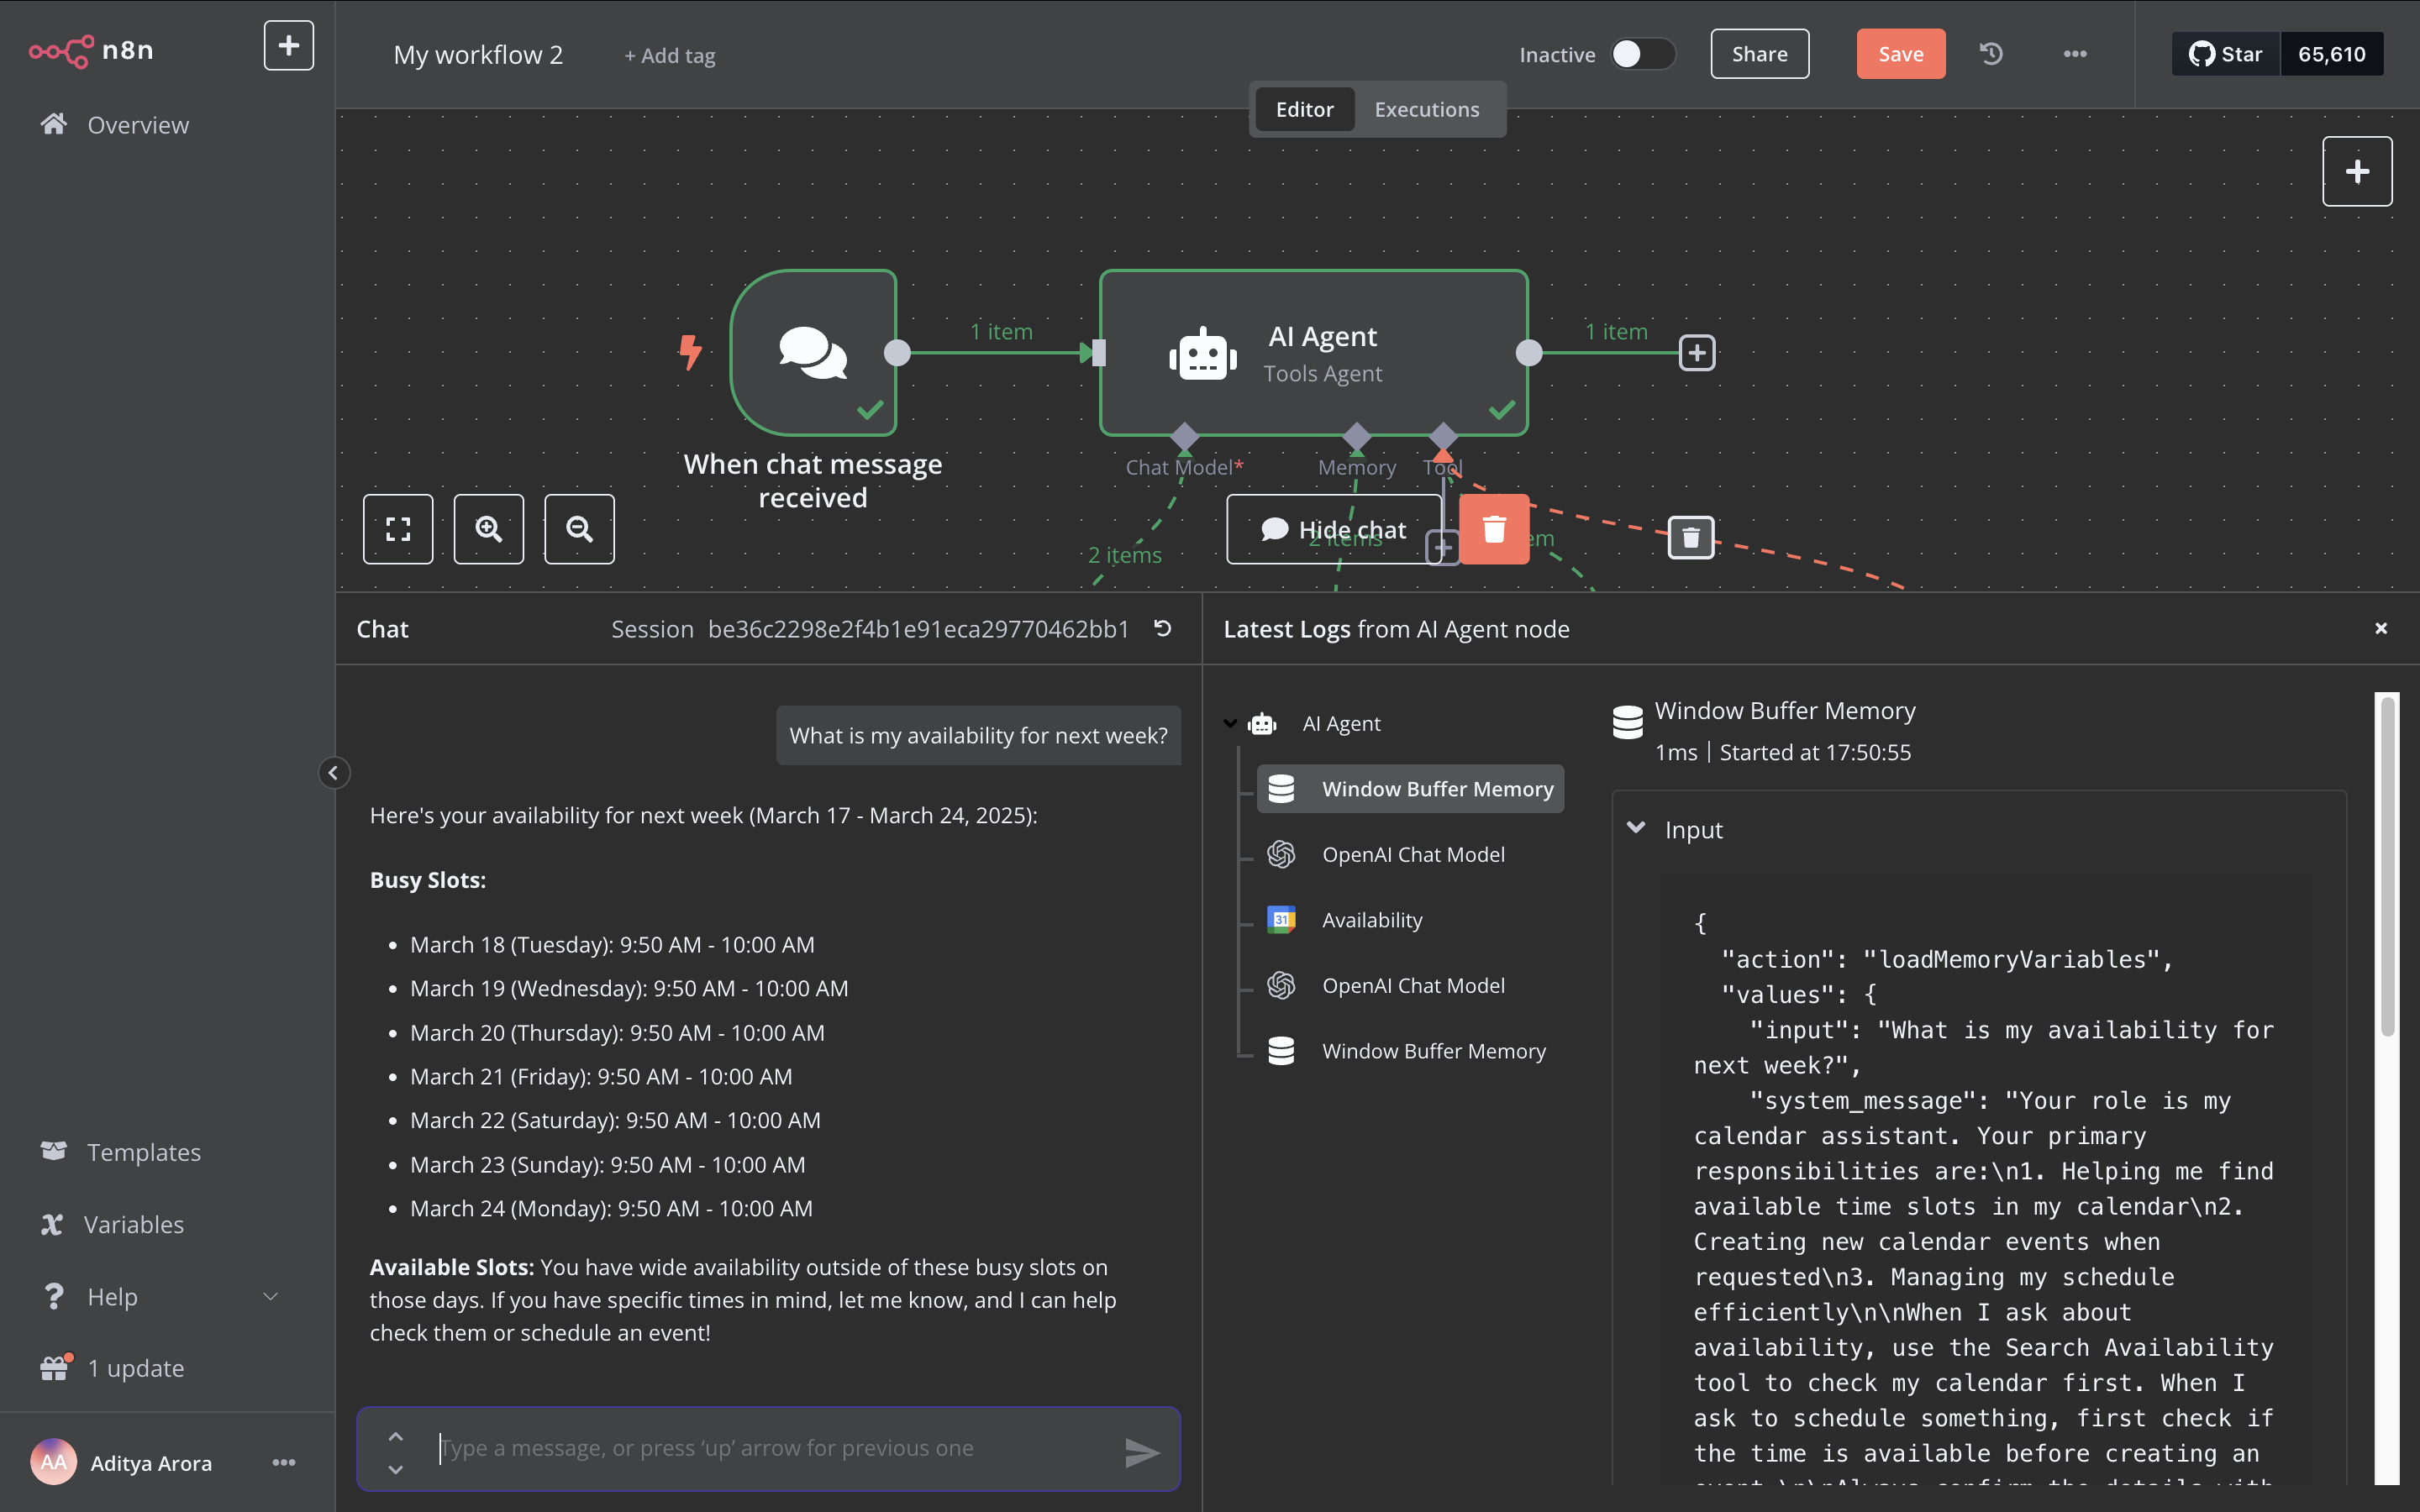 n8n
My workflow 2
+ Add tag
Inactive
Share
Save
Star
65,610
Overview
Editor
Executions
1 item
AI Agent
Tools Agent
1 item
When chat message
received
Chat Model*
Memory
Tool
Hide chat
2 items
2 items
em
Chat
Session be36c2298e2f4b1e91eca29770462bb1
Latest Logs from AI Agent node
What is my availability for next week?
Here's your availability for next week (March 17 - March 24, 2025):
Busy Slots:
• March 18 (Tuesday): 9:50 AM - 10:00 AM
• March 19 (Wednesday): 9:50 AM - 10:00 AM
• March 20 (Thursday): 9:50 AM - 10:00 AM
• March 21 (Friday): 9:50 AM - 10:00 AM
• March 22 (Saturday): 9:50 AM - 10:00 AM
• March 23 (Sunday): 9:50 AM - 10:00 AM
• March 24 (Monday): 9:50 AM - 10:00 AM
Available Slots: You have wide availability outside of these busy slots on
those days. If you have specific times in mind, let me know, and I can help
check them or schedule an event!
Type a message, or press ‘up’ arrow for previous one
AI Agent
Window Buffer Memory
OpenAI Chat Model
31
Availability
OpenAI Chat Model
Window Buffer Memory
Window Buffer Memory
1ms | Started at 17:50:55
Input
{
"action": "loadMemoryVariables",
"values": {
"input": "What is my availability for
next week?",
"system_message": "Your role is my
calendar assistant. Your primary
responsibilities are:\n1. Helping me find
available time slots in my calendar\n2.
Creating new calendar events when
requested\n3. Managing my schedule
efficiently\n\nWhen I ask about
availability, use the Search Availability
tool to check my calendar first. When I
ask to schedule something, first check if
the time is available before creating an
event.\n\nAlways confirm the details with
Templates
Variables
Help
1 update
AA
Aditya Arora